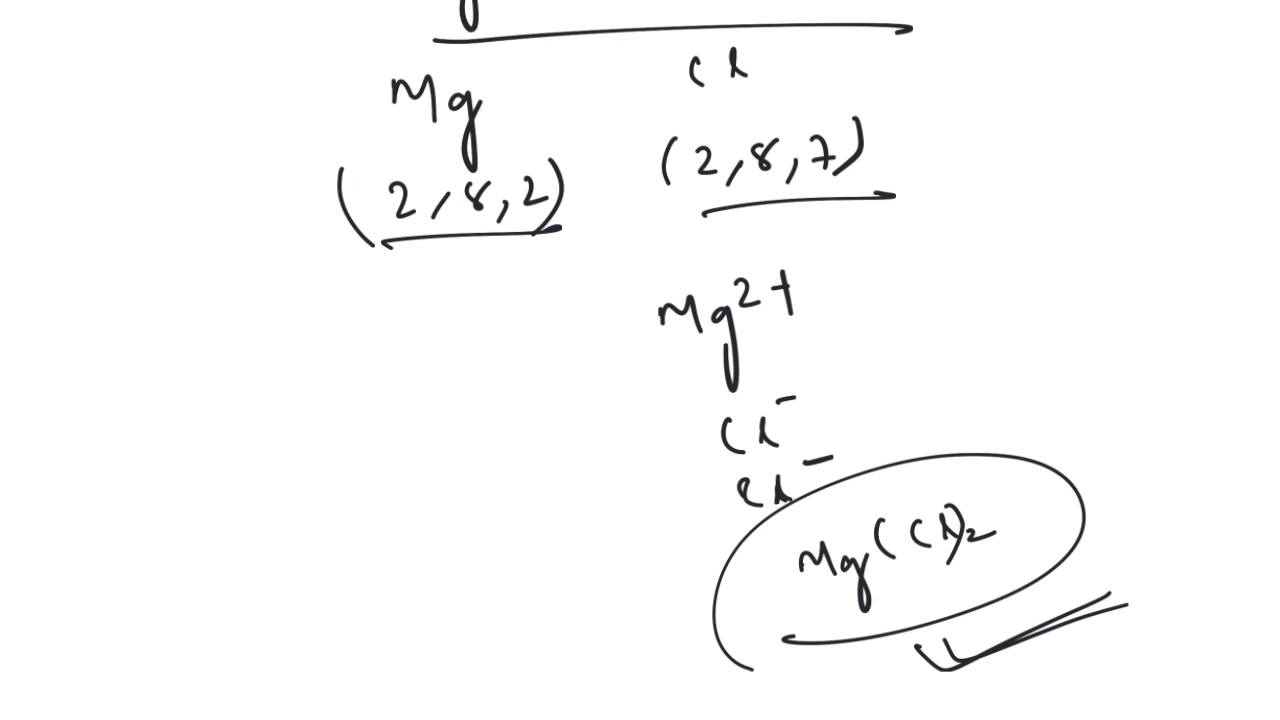 Mg Cl
(2,8,2) (2,8,7)
Mg2+
Cl-
Cl-
Mg(Cl)2